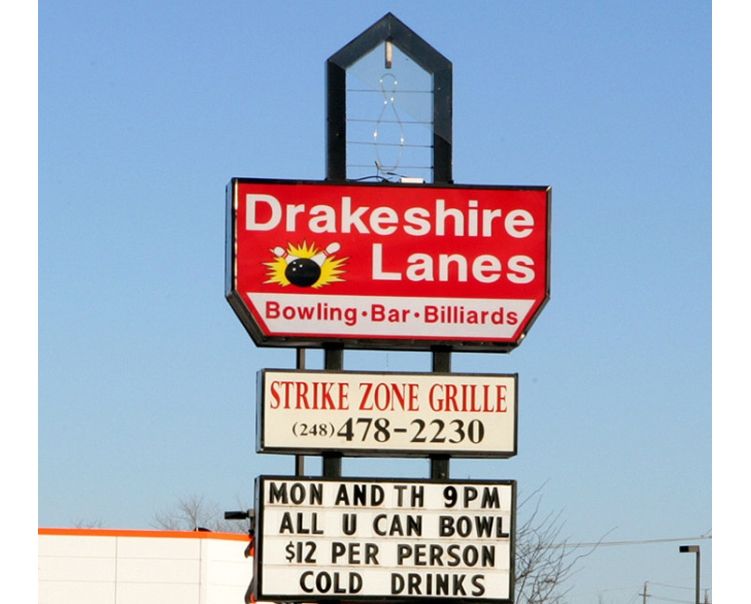 Drakeshire
Lanes
Bowling·Bar·Billiards
STRIKE ZONE GRILLE
(248)478-2230
MON AND TH 9PM
ALL U CAN BOWL
$12 PER PERSON
COLD DRINKS